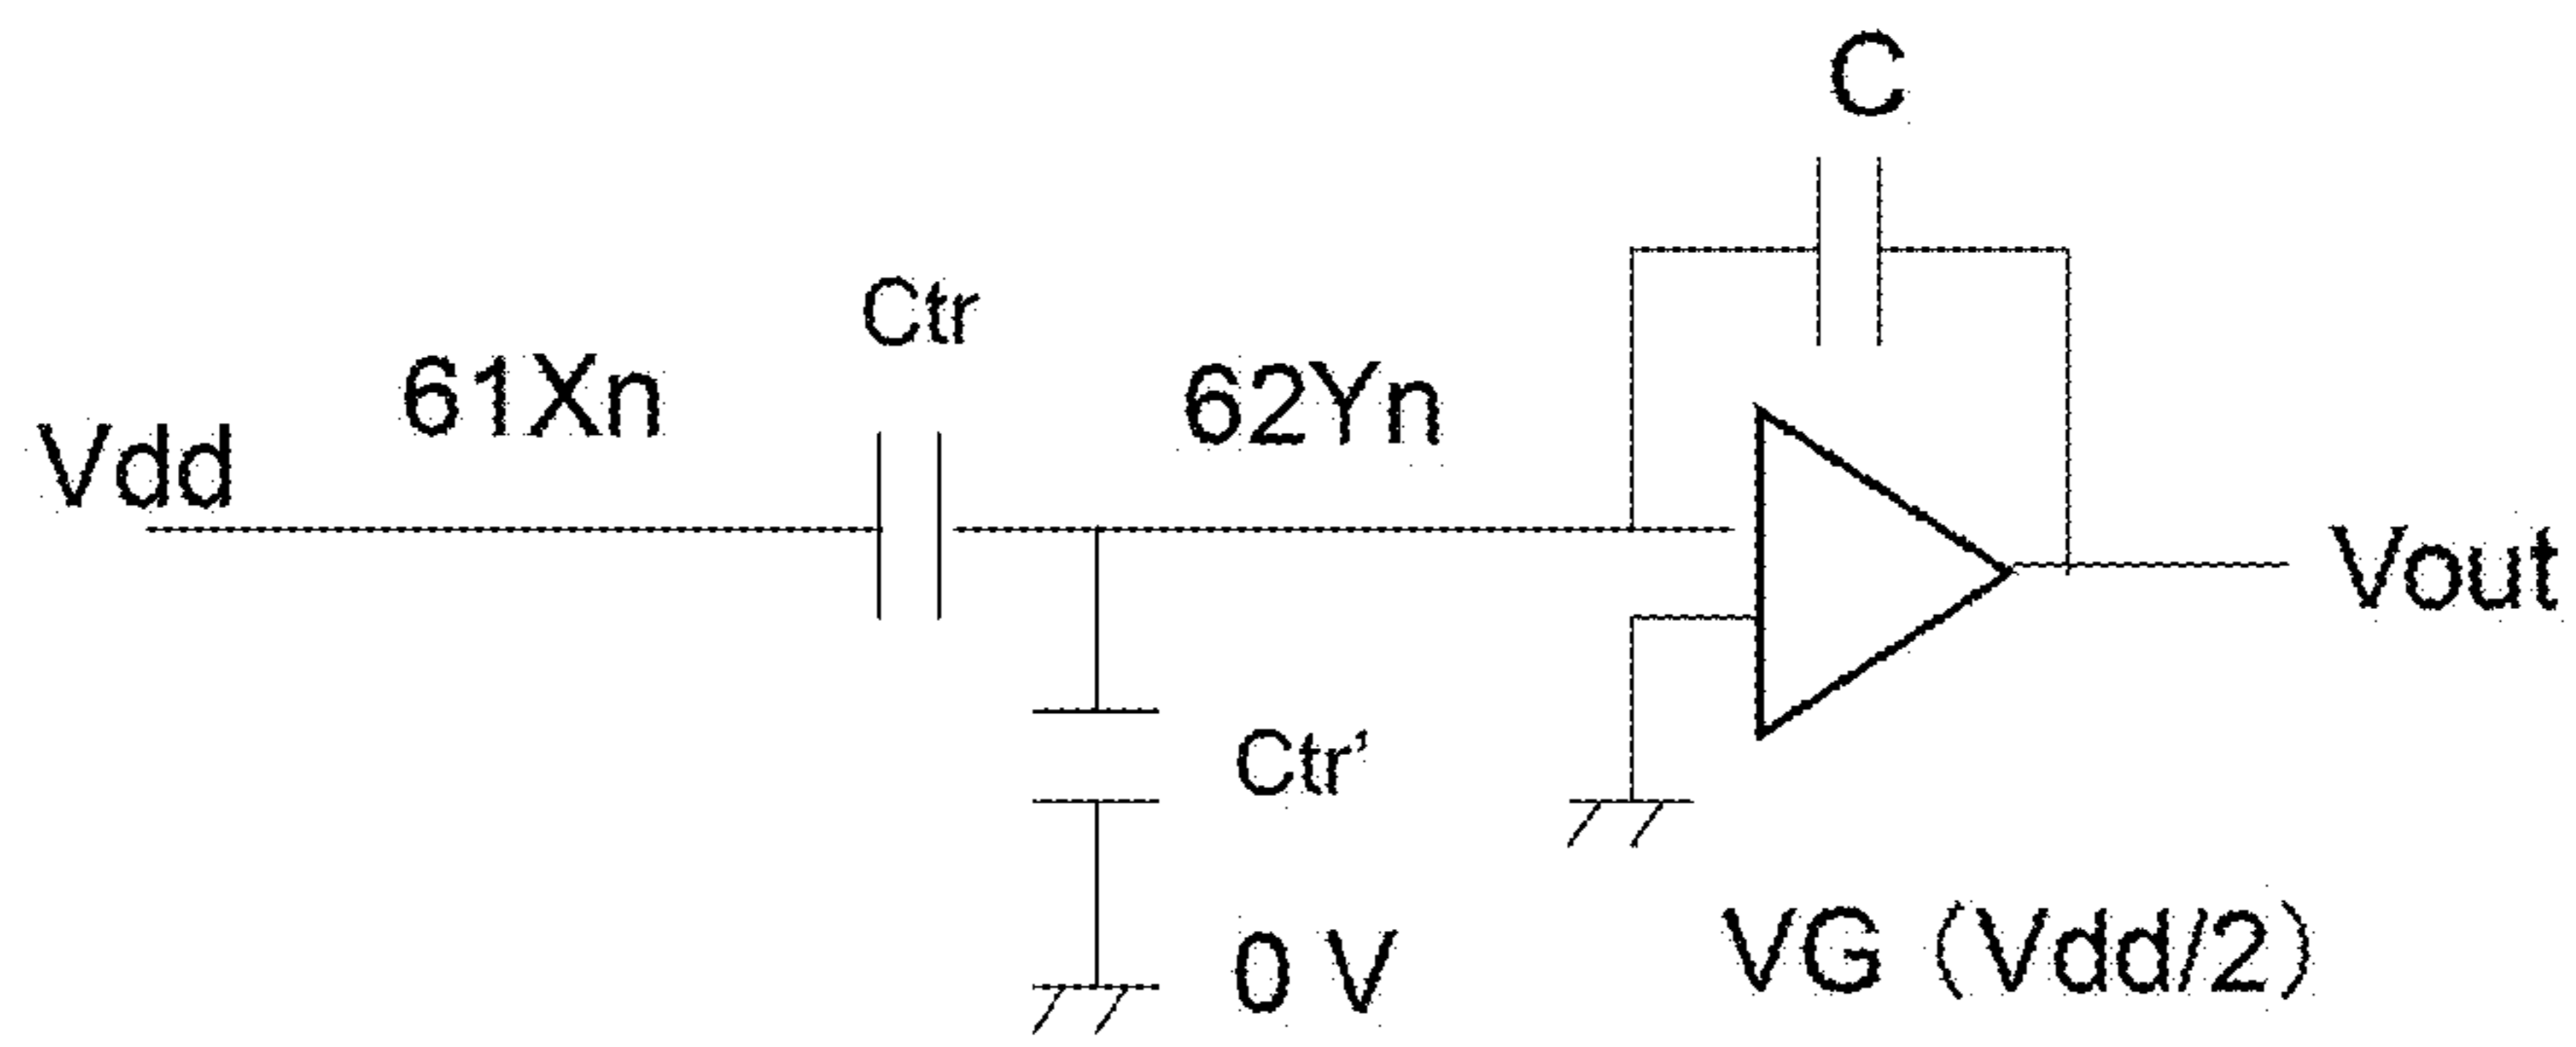 C
Ctr
61Xn
62Yn
Vdd
Vout
Ctr'
0 V
VG (Vdd/2)